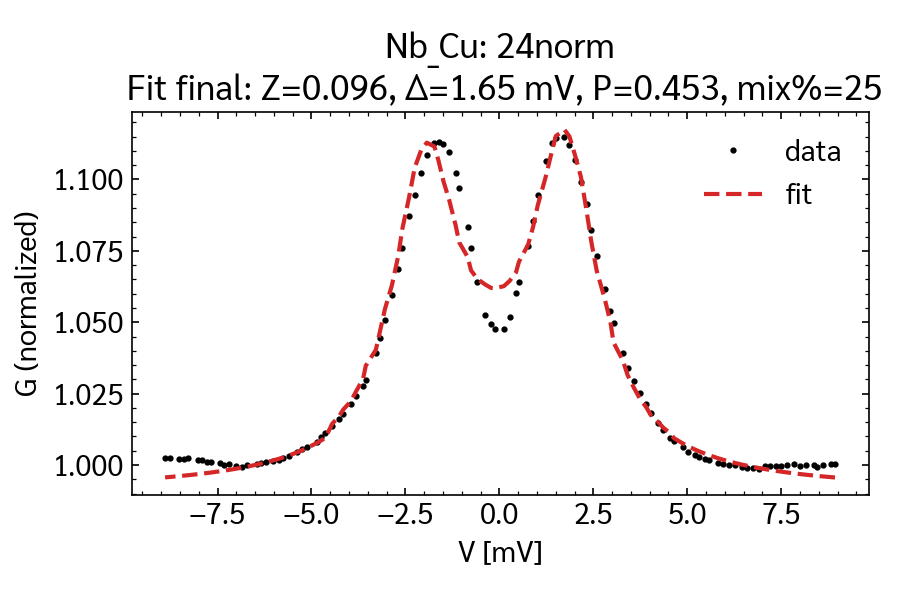 Nb_Cu: 24norm
Fit final: Z=0.096, Δ=1.65 mV, P=0.453, mix%=25
data
fit
G (normalized)
1.100
1.075
1.050
1.025
1.000
−7.5 −5.0 −2.5 0.0 2.5 5.0 7.5
V [mV]